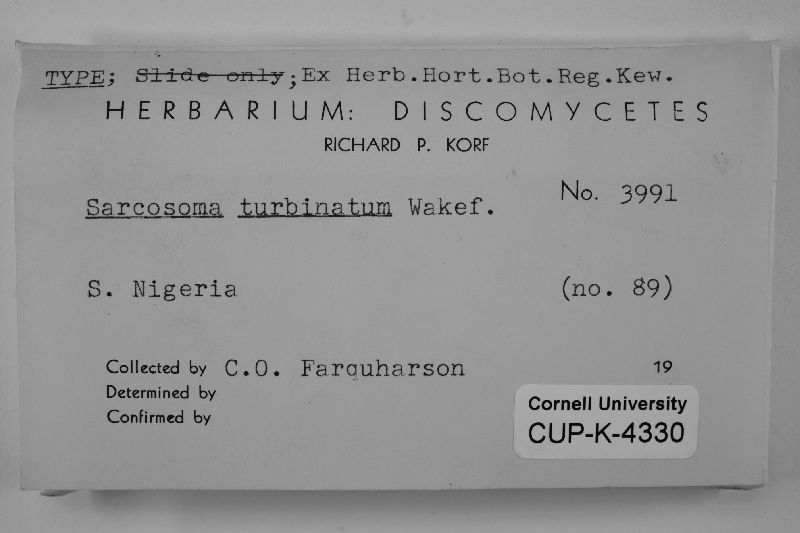 TYPE; Slide only; Ex Herb.Hort.Bot.Reg.Kew.
HERBARIUM: DISCOMYCETES
RICHARD P. KORF
Sarcosoma turbinatum Wakef.
No. 3991
S. Nigeria
(no. 89)
Collected by C.O. Farquharson
19
Determined by
Confirmed by
Cornell University
CUP-K-4330